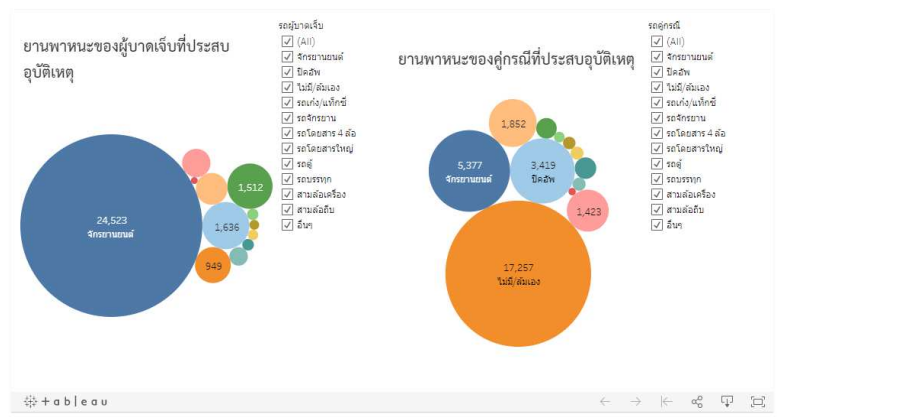 ยานพาหนะของผู้บาดเจ็บที่ประสบ
อุบัติเหตุ
24,523
จักรยานยนต์
1,512
1,636
949
รถผู้บาดเจ็บ
(All)
จักรยานยนต์
ปิคอัพ
ไม่มี/ล้มเอง
รถเก๋ง/แท็กซี่
รถจักรยาน
รถโดยสาร 4 ล้อ
รถโดยสารใหญ่
รถตู้
รถบรรทุก
สามล้อเครื่อง
สามล้อถีบ
อื่นๆ
ยานพาหนะของคู่กรณีที่ประสบอุบัติเหตุ
1,852
5,377
จักรยานยนต์
3,419
ปิคอัพ
1,423
17,257
ไม่มี/ล้มเอง
รถคู่กรณี
(All)
จักรยานยนต์
ปิคอัพ
ไม่มี/ล้มเอง
รถเก๋ง/แท็กซี่
รถจักรยาน
รถโดยสาร 4 ล้อ
รถโดยสารใหญ่
รถตู้
รถบรรทุก
สามล้อเครื่อง
สามล้อถีบ
อื่นๆ
+ableau